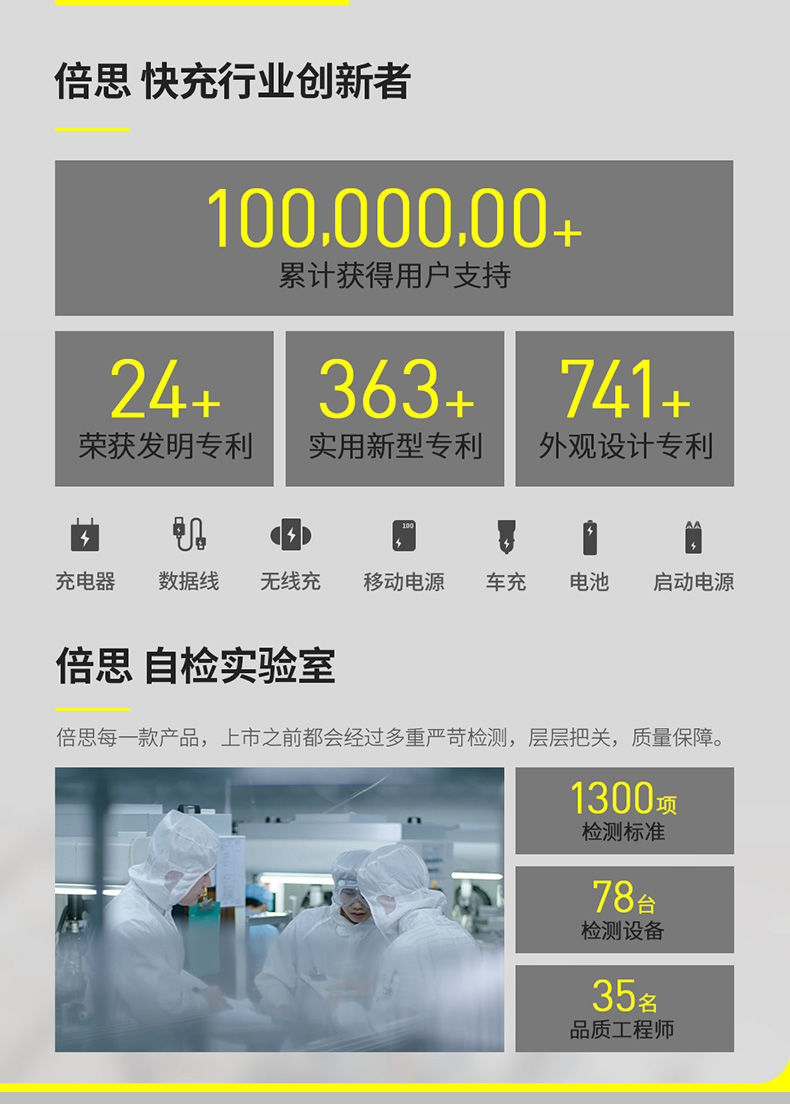 倍思 快充行业创新者
100,000,00+
累计获得用户支持
24+
荣获发明专利
363+
实用新型专利
741+
外观设计专利
100
充电器
数据线
无线充
移动电源
车充
电池
启动电源
倍思 自检实验室
倍思每一款产品，上市之前都会经过多重严苛检测，层层把关，质量保障。
1300项
检测标准
78台
检测设备
35名
品质工程师